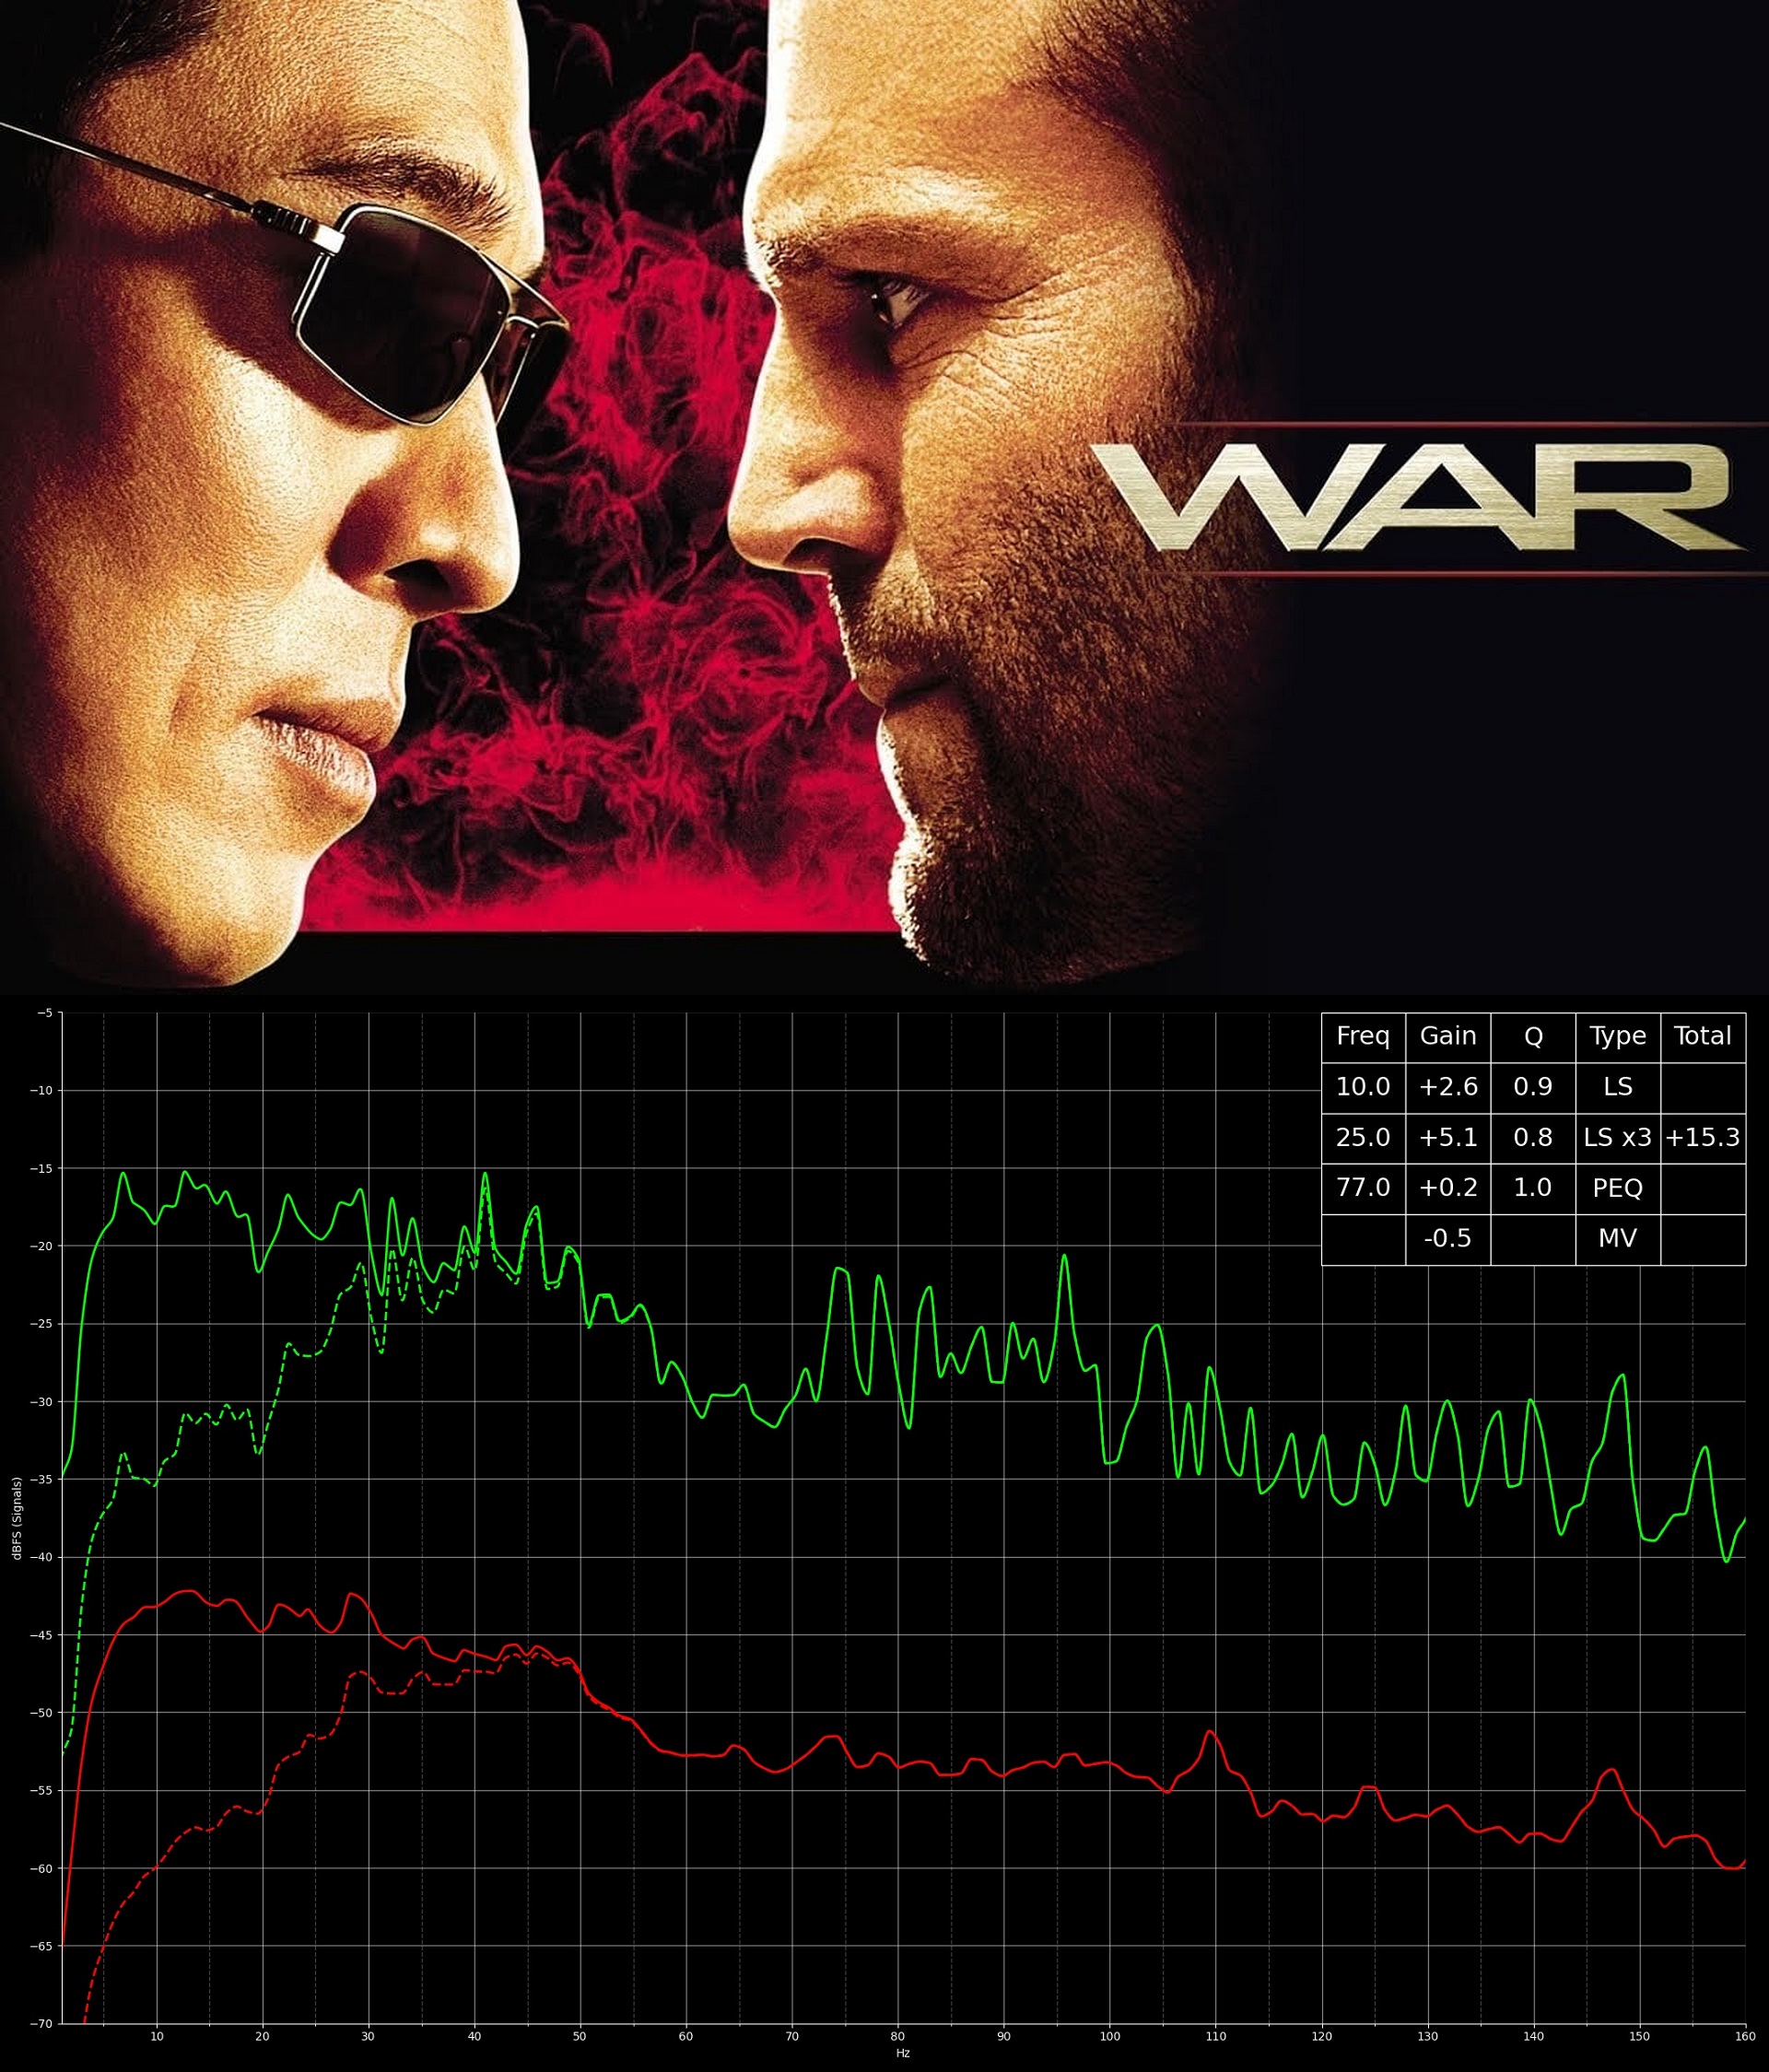 WAR
Freq Gain Q Type Total
10.0 +2.6 0.9 LS
25.0 +5.1 0.8 LS x3 +15.3
77.0 +0.2 1.0 PEQ
-0.5 MV
−5
−10
−15
−20
−25
−30
−35
−40
−45
−50
−55
−60
−65
−70
dBFS (Signals)
10 20 30 40 50 60 70 80 90 100 110 120 130 140 150 160
Hz